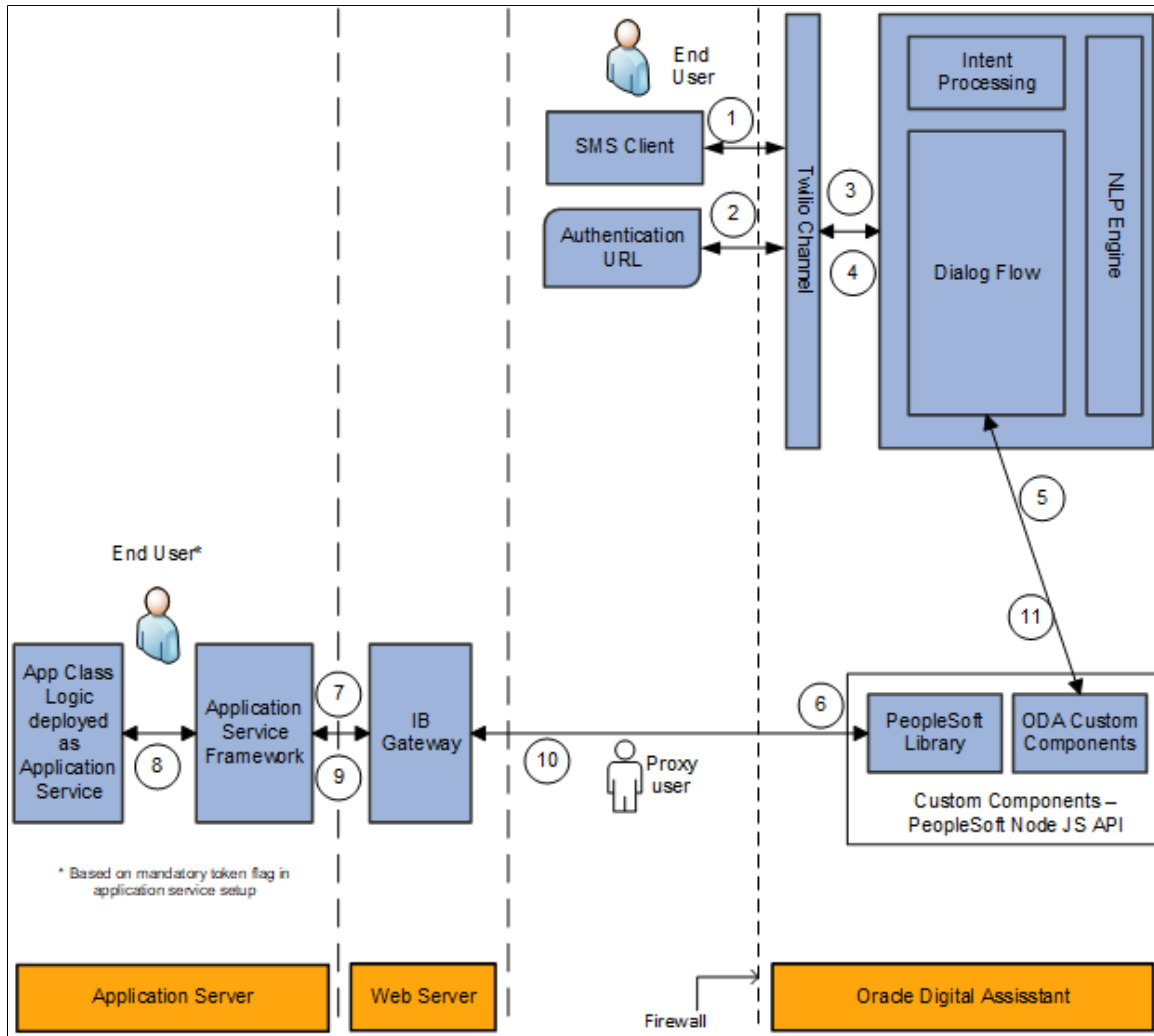 End
User
SMS Client
1
Authentication
URL
2
Twilio Channel
3
4
Intent
Processing
Dialog Flow
NLP Engine
5
11
End User*
App Class
Logic
deployed
as
Application
Service
8
Application
Service
Framework
7
9
IB
Gateway
10
Proxy
user
6
PeopleSoft
Library
ODA Custom
Components
Custom Components –
PeopleSoft Node JS API
* Based on mandatory token flag in
application service setup
Application Server
Web Server
Firewall
Oracle Digital Assisstant